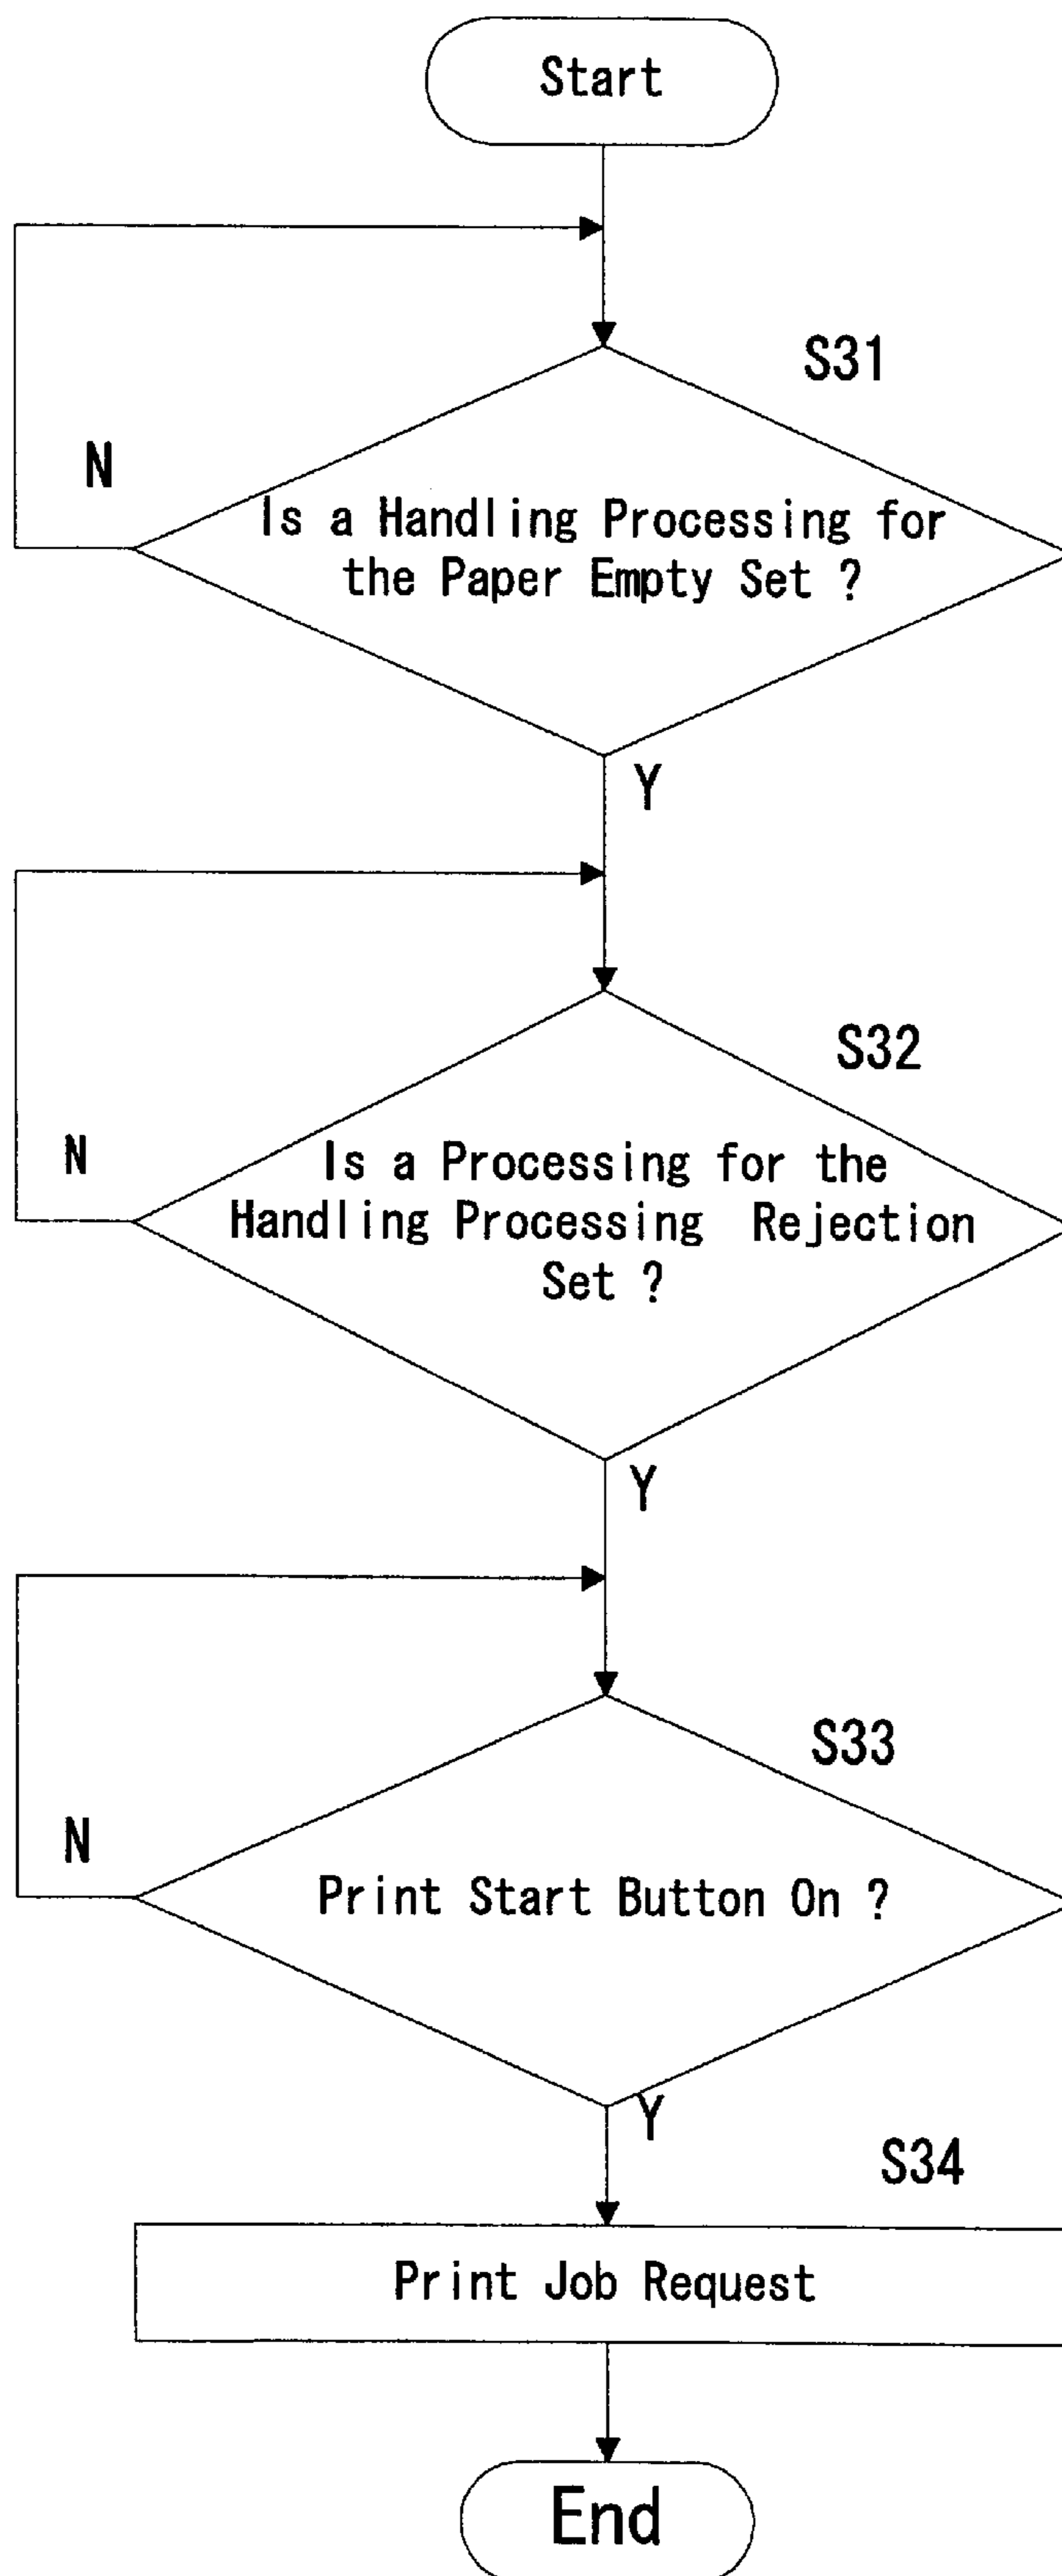 Start
S31
N
Is a Handling Processing for
the Paper Empty Set ?
Y
S32
N
Is a Processing for the
Handling Processing Rejection
Set ?
Y
S33
N
Print Start Button On ?
Y
S34
Print Job Request
End